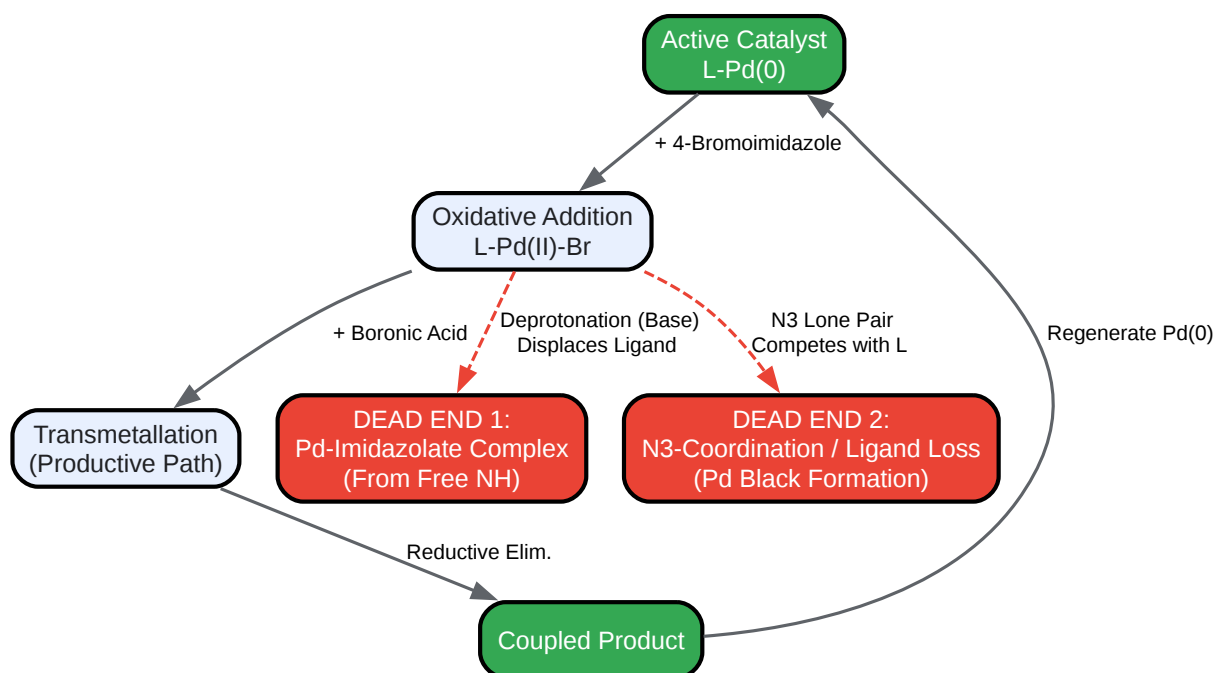 Active Catalyst
L-Pd(0)
+ 4-Bromoimidazole
Oxidative Addition
L-Pd(II)-Br
+ Boronic Acid
Deprotonation (Base)
Displaces Ligand
N3 Lone Pair
Competes with L
Regenerate Pd(0)
Transmetallation
(Productive Path)
DEAD END 1:
Pd-Imidazolate Complex
(From Free NH)
DEAD END 2:
N3-Coordination / Ligand Loss
(Pd Black Formation)
Reductive Elim.
Coupled Product